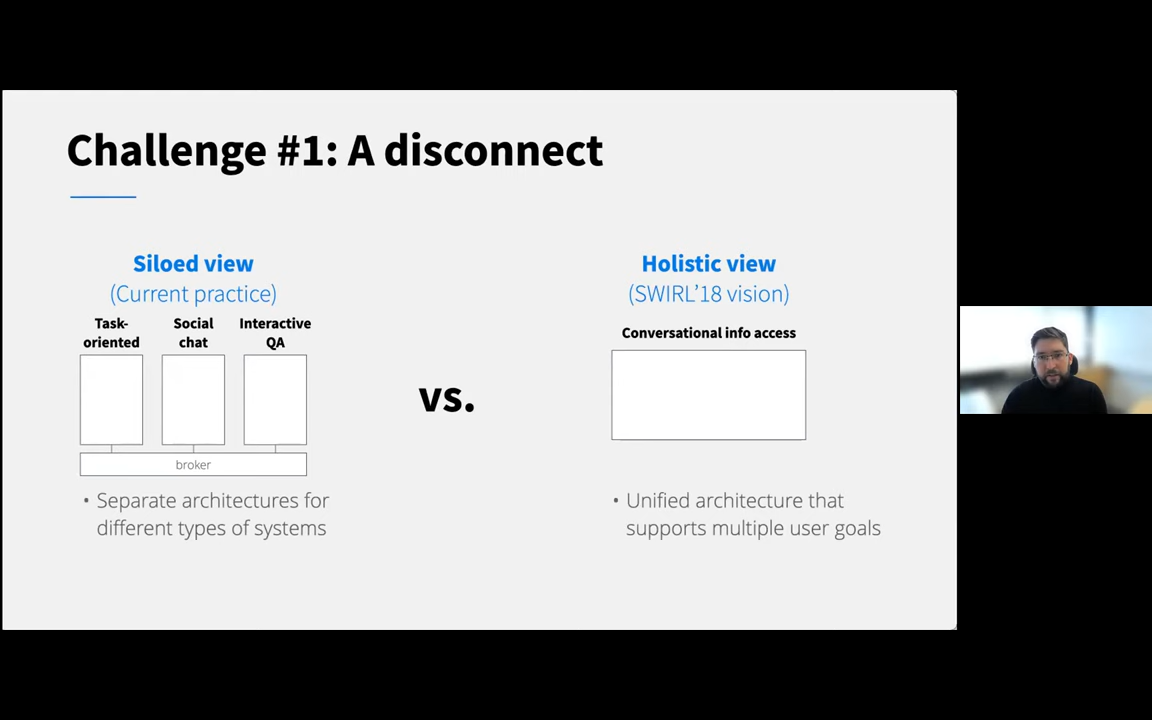 Challenge #1: A disconnect
Siloed view
(Current practice)
Task-
oriented
Social
chat
Interactive
QA
broker
• Separate architectures for
different types of systems
vs.
Holistic view
(SWIRL’18 vision)
Conversational info access
• Unified architecture that
supports multiple user goals